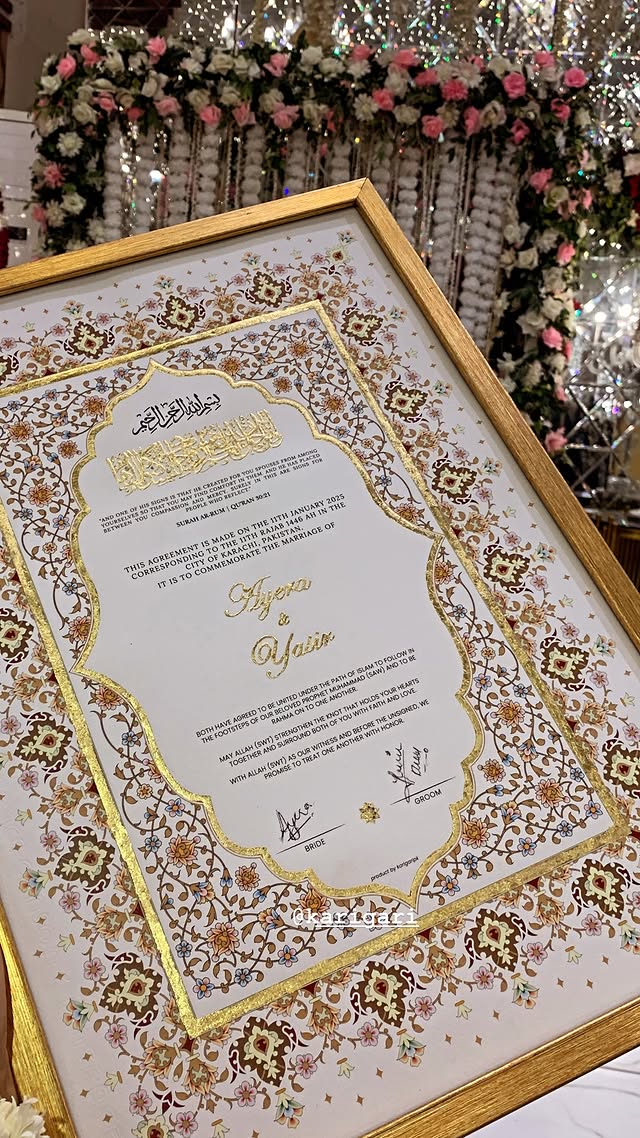 بسم الله الرحمن الرحيم
"AND ONE OF HIS SIGNS IS THAT HE CREATED FOR YOU SPOUSES FROM AMONG
YOURSELVES SO THAT YOU MAY FIND COMFORT IN THEM. AND HE HAS PLACED
BETWEEN YOU COMPASSION AND MERCY. SURELY IN THIS ARE SIGNS FOR
PEOPLE WHO REFLECT"
SURAH AR.RUM | QURAN 30:21
THIS AGREEMENT IS MADE ON THE 11TH JANUARY 2025
CORRESPONDING TO THE 11TH RAJAB 1446 AH IN THE
CITY OF KARACHI, PAKISTAN.
IT IS TO COMMEMORATE THE MARRIAGE OF
Ayera
&
Yasir
BOTH HAVE AGREED TO BE UNITED UNDER THE PATH OF ISLAM TO FOLLOW IN
THE FOOTSTEPS OF OUR BELOVED PROPHET MUHAMMAD (SAW) AND TO BE
RAHMA ON TO ONE ANOTHER.
MAY ALLAH (SWT) STRENGTHEN THE KNOT THAT HOLDS YOUR HEARTS
TOGETHER AND SURROUND BOTH OF YOU WITH FAITH AND LOVE.
WITH ALLAH (SWT) AS OUR WITNESS AND BEFORE THE UNSIGNED, WE
PROMISE TO TREAT ONE ANOTHER WITH HONOR.
Ayera
BRIDE
GROOM
product by karigaripk
@karigari